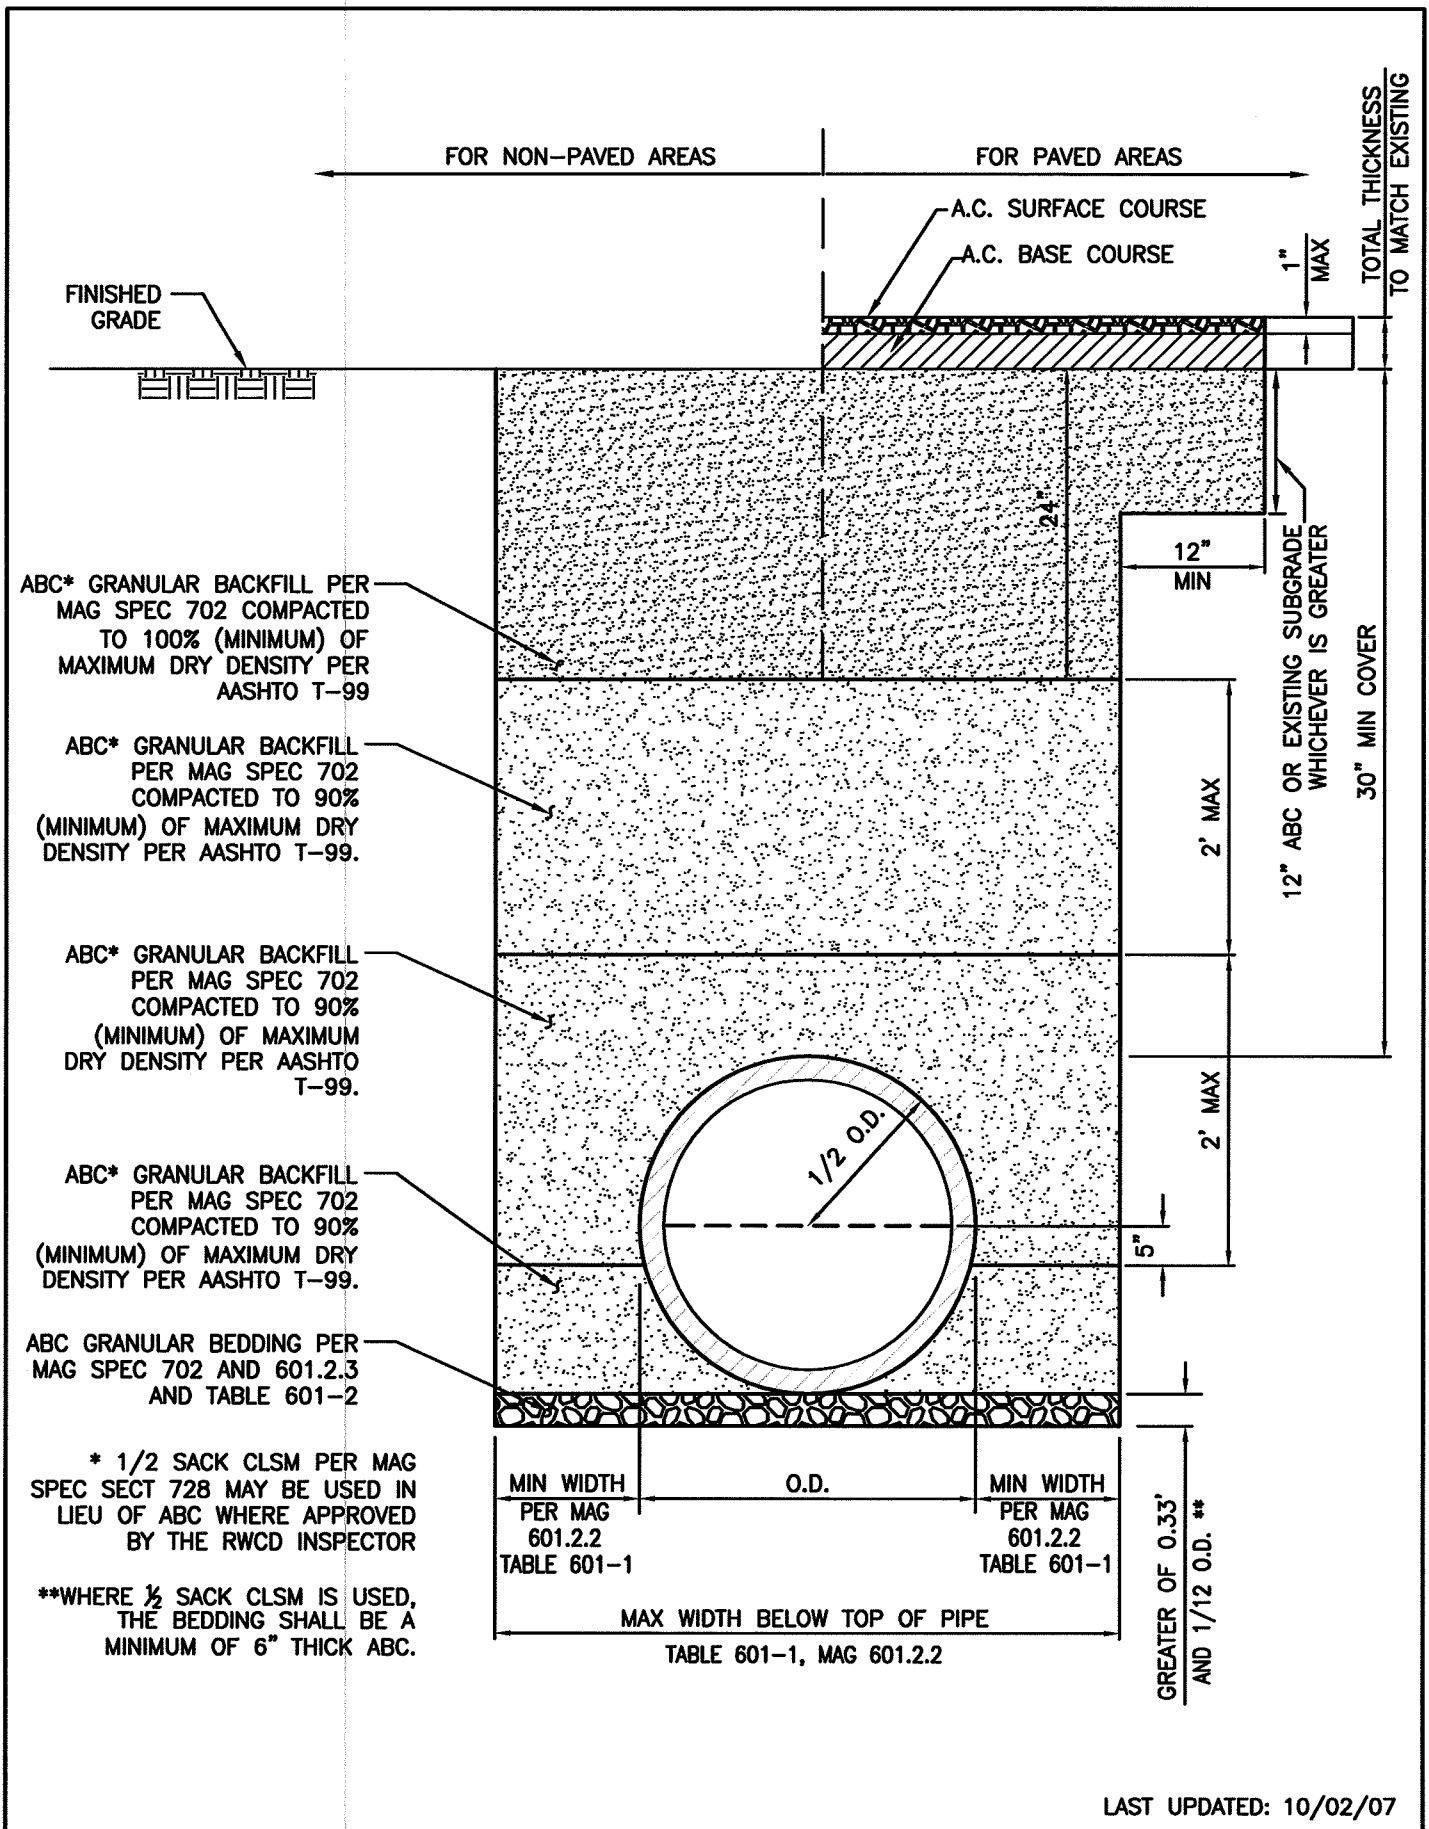 FOR NON-PAVED AREAS
FOR PAVED AREAS
TOTAL THICKNESS
TO MATCH EXISTING
A.C. SURFACE COURSE
A.C. BASE COURSE
1"
MAX
FINISHED
GRADE
24"
12"
MIN
12" ABC OR EXISTING SUBGRADE
WHICHEVER IS GREATER
30" MIN COVER
ABC* GRANULAR BACKFILL PER
MAG SPEC 702 COMPACTED
TO 100% (MINIMUM) OF
MAXIMUM DRY DENSITY PER
AASHTO T-99
ABC* GRANULAR BACKFILL
PER MAG SPEC 702
COMPACTED TO 90%
(MINIMUM) OF MAXIMUM DRY
DENSITY PER AASHTO T-99.
2' MAX
ABC* GRANULAR BACKFILL
PER MAG SPEC 702
COMPACTED TO 90%
(MINIMUM) OF MAXIMUM
DRY DENSITY PER AASHTO
T-99.
2' MAX
1/2 O.D.
5"
ABC* GRANULAR BACKFILL
PER MAG SPEC 702
COMPACTED TO 90%
(MINIMUM) OF MAXIMUM DRY
DENSITY PER AASHTO T-99.
ABC GRANULAR BEDDING PER
MAG SPEC 702 AND 601.2.3
AND TABLE 601-2
* 1/2 SACK CLSM PER MAG
SPEC SECT 728 MAY BE USED IN
LIEU OF ABC WHERE APPROVED
BY THE RWCD INSPECTOR
**WHERE ½ SACK CLSM IS USED,
THE BEDDING SHALL BE A
MINIMUM OF 6" THICK ABC.
MIN WIDTH
PER MAG
601.2.2
TABLE 601-1
O.D.
MIN WIDTH
PER MAG
601.2.2
TABLE 601-1
MAX WIDTH BELOW TOP OF PIPE
TABLE 601-1, MAG 601.2.2
GREATER OF 0.33'
AND 1/12 O.D. **
LAST UPDATED: 10/02/07